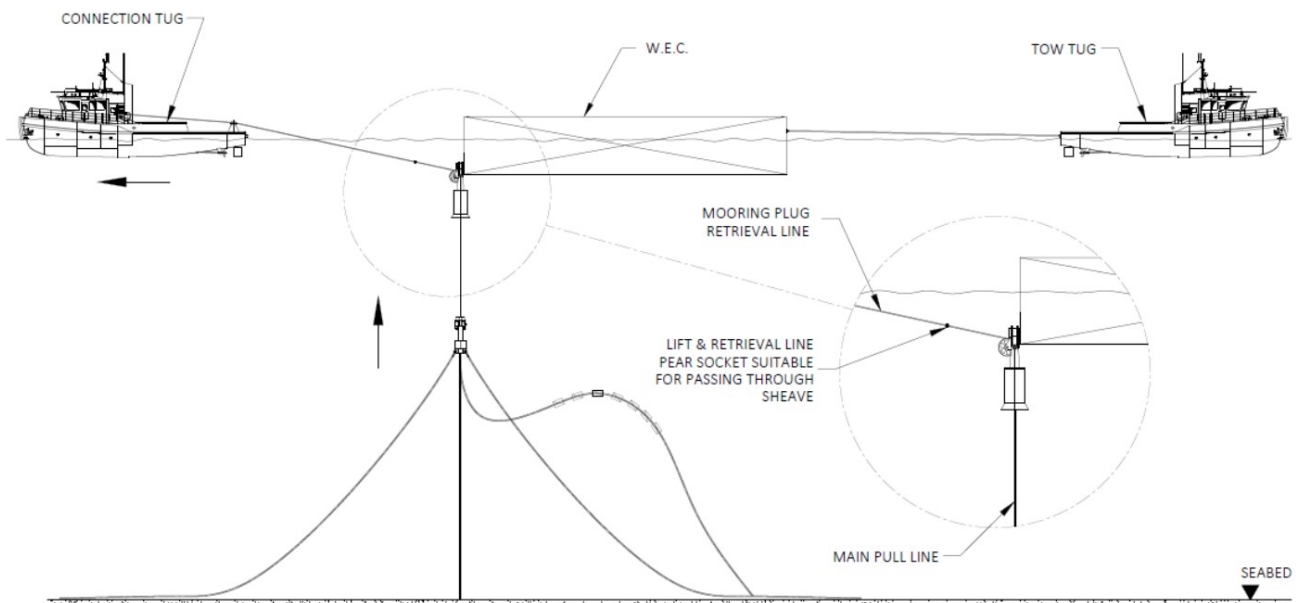 CONNECTION TUG
W.E.C.
TOW TUG
MOORING PLUG
RETRIEVAL LINE
LIFT & RETRIEVAL LINE
PEAR SOCKET SUITABLE
FOR PASSING THROUGH
SHEAVE
MAIN PULL LINE
SEABED